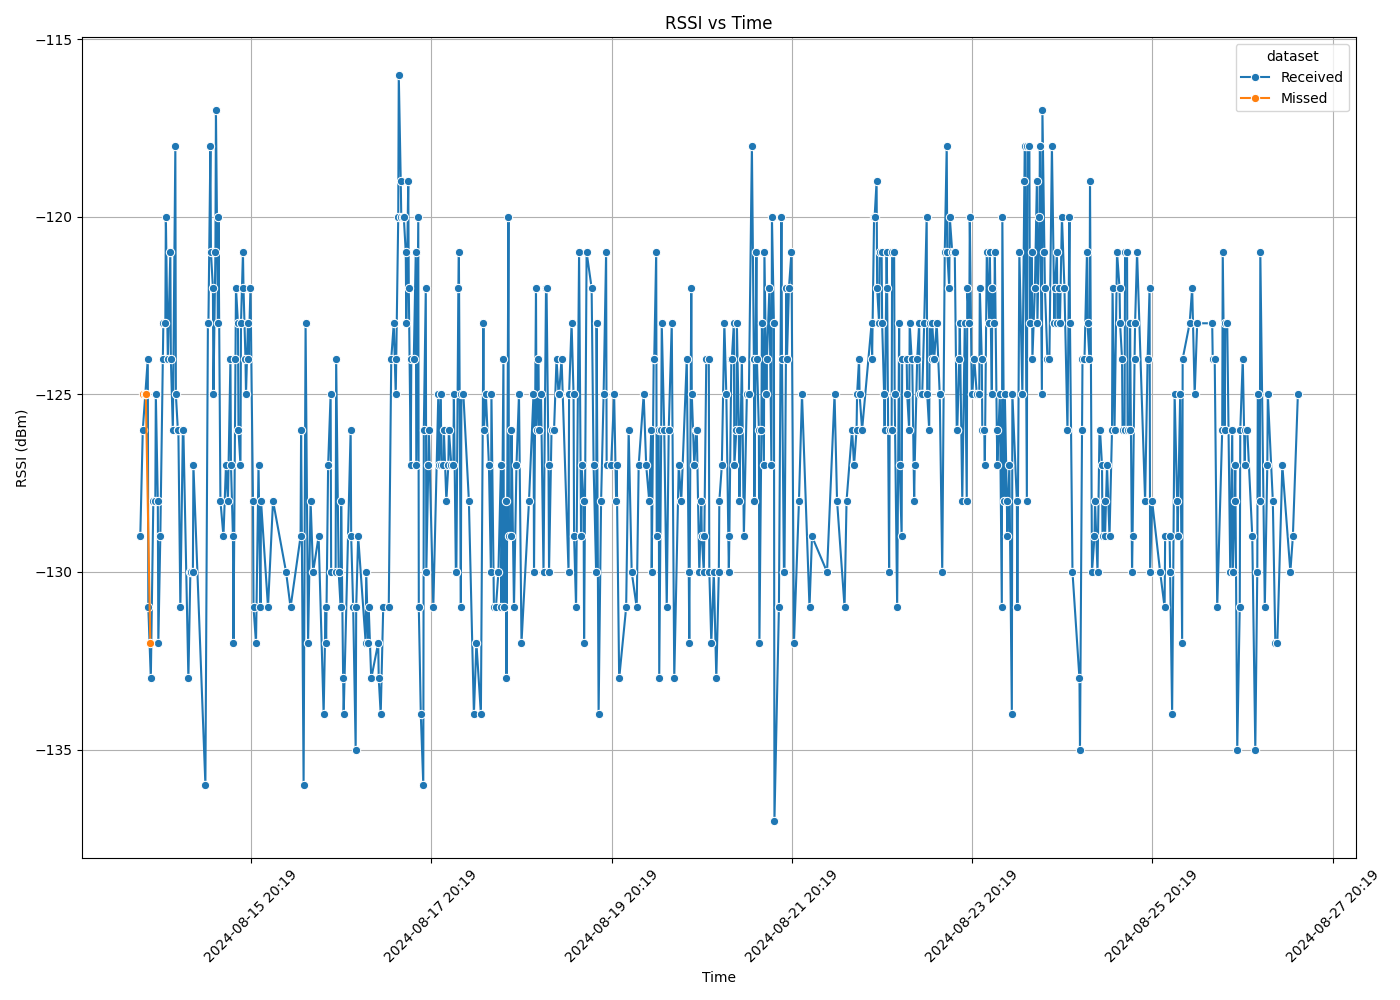 RSSI vs Time
dataset
Received
Missed
RSSI (dBm)
−115
−120
−125
−130
−135
2024-08-15 20:19
2024-08-17 20:19
2024-08-19 20:19
2024-08-21 20:19
2024-08-23 20:19
2024-08-25 20:19
2024-08-27 20:19
Time